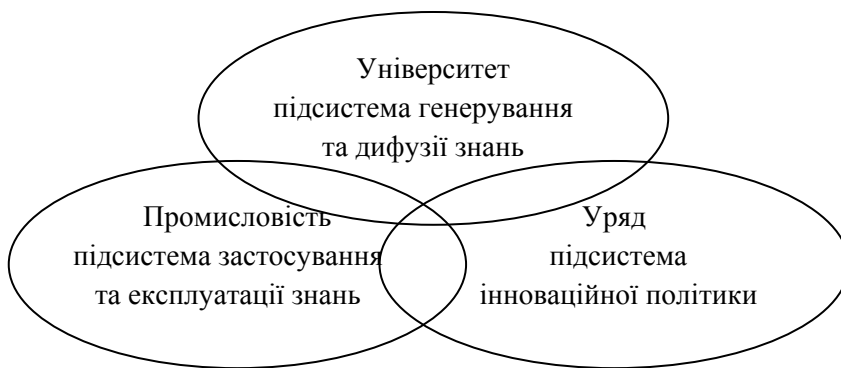 Університет
підсистема генерування
та дифузії знань
Промисловість
підсистема застосування
та експлуатації знань
Уряд
підсистема
інноваційної політики